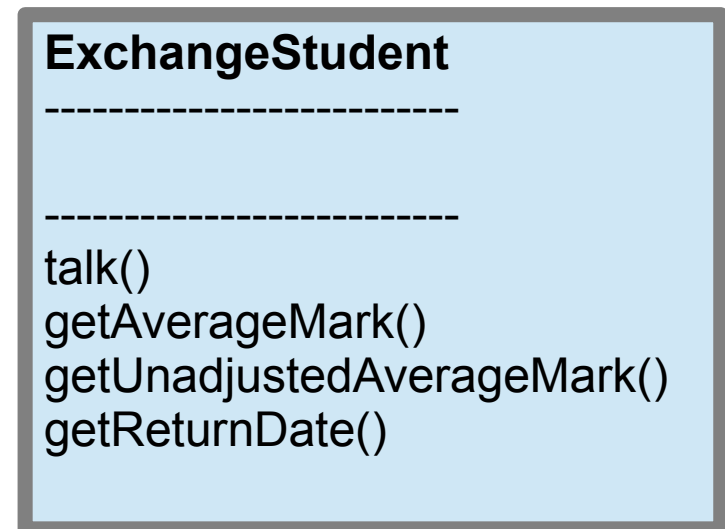 ExchangeStudent
--------------------------
--------------------------
talk()
getAverageMark()
getUnadjustedAverageMark()
getReturnDate()